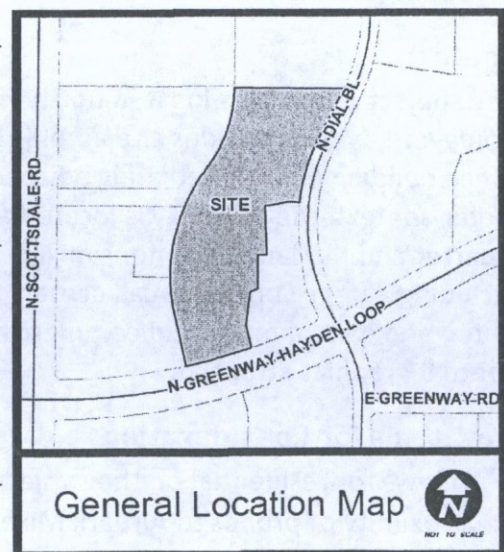 N DIAL BL
N SCOTTSDALE RD
SITE
N GREENWAY-HAYDEN LOOP
E GREENWAY RD
General Location Map
N
NOT TO SCALE